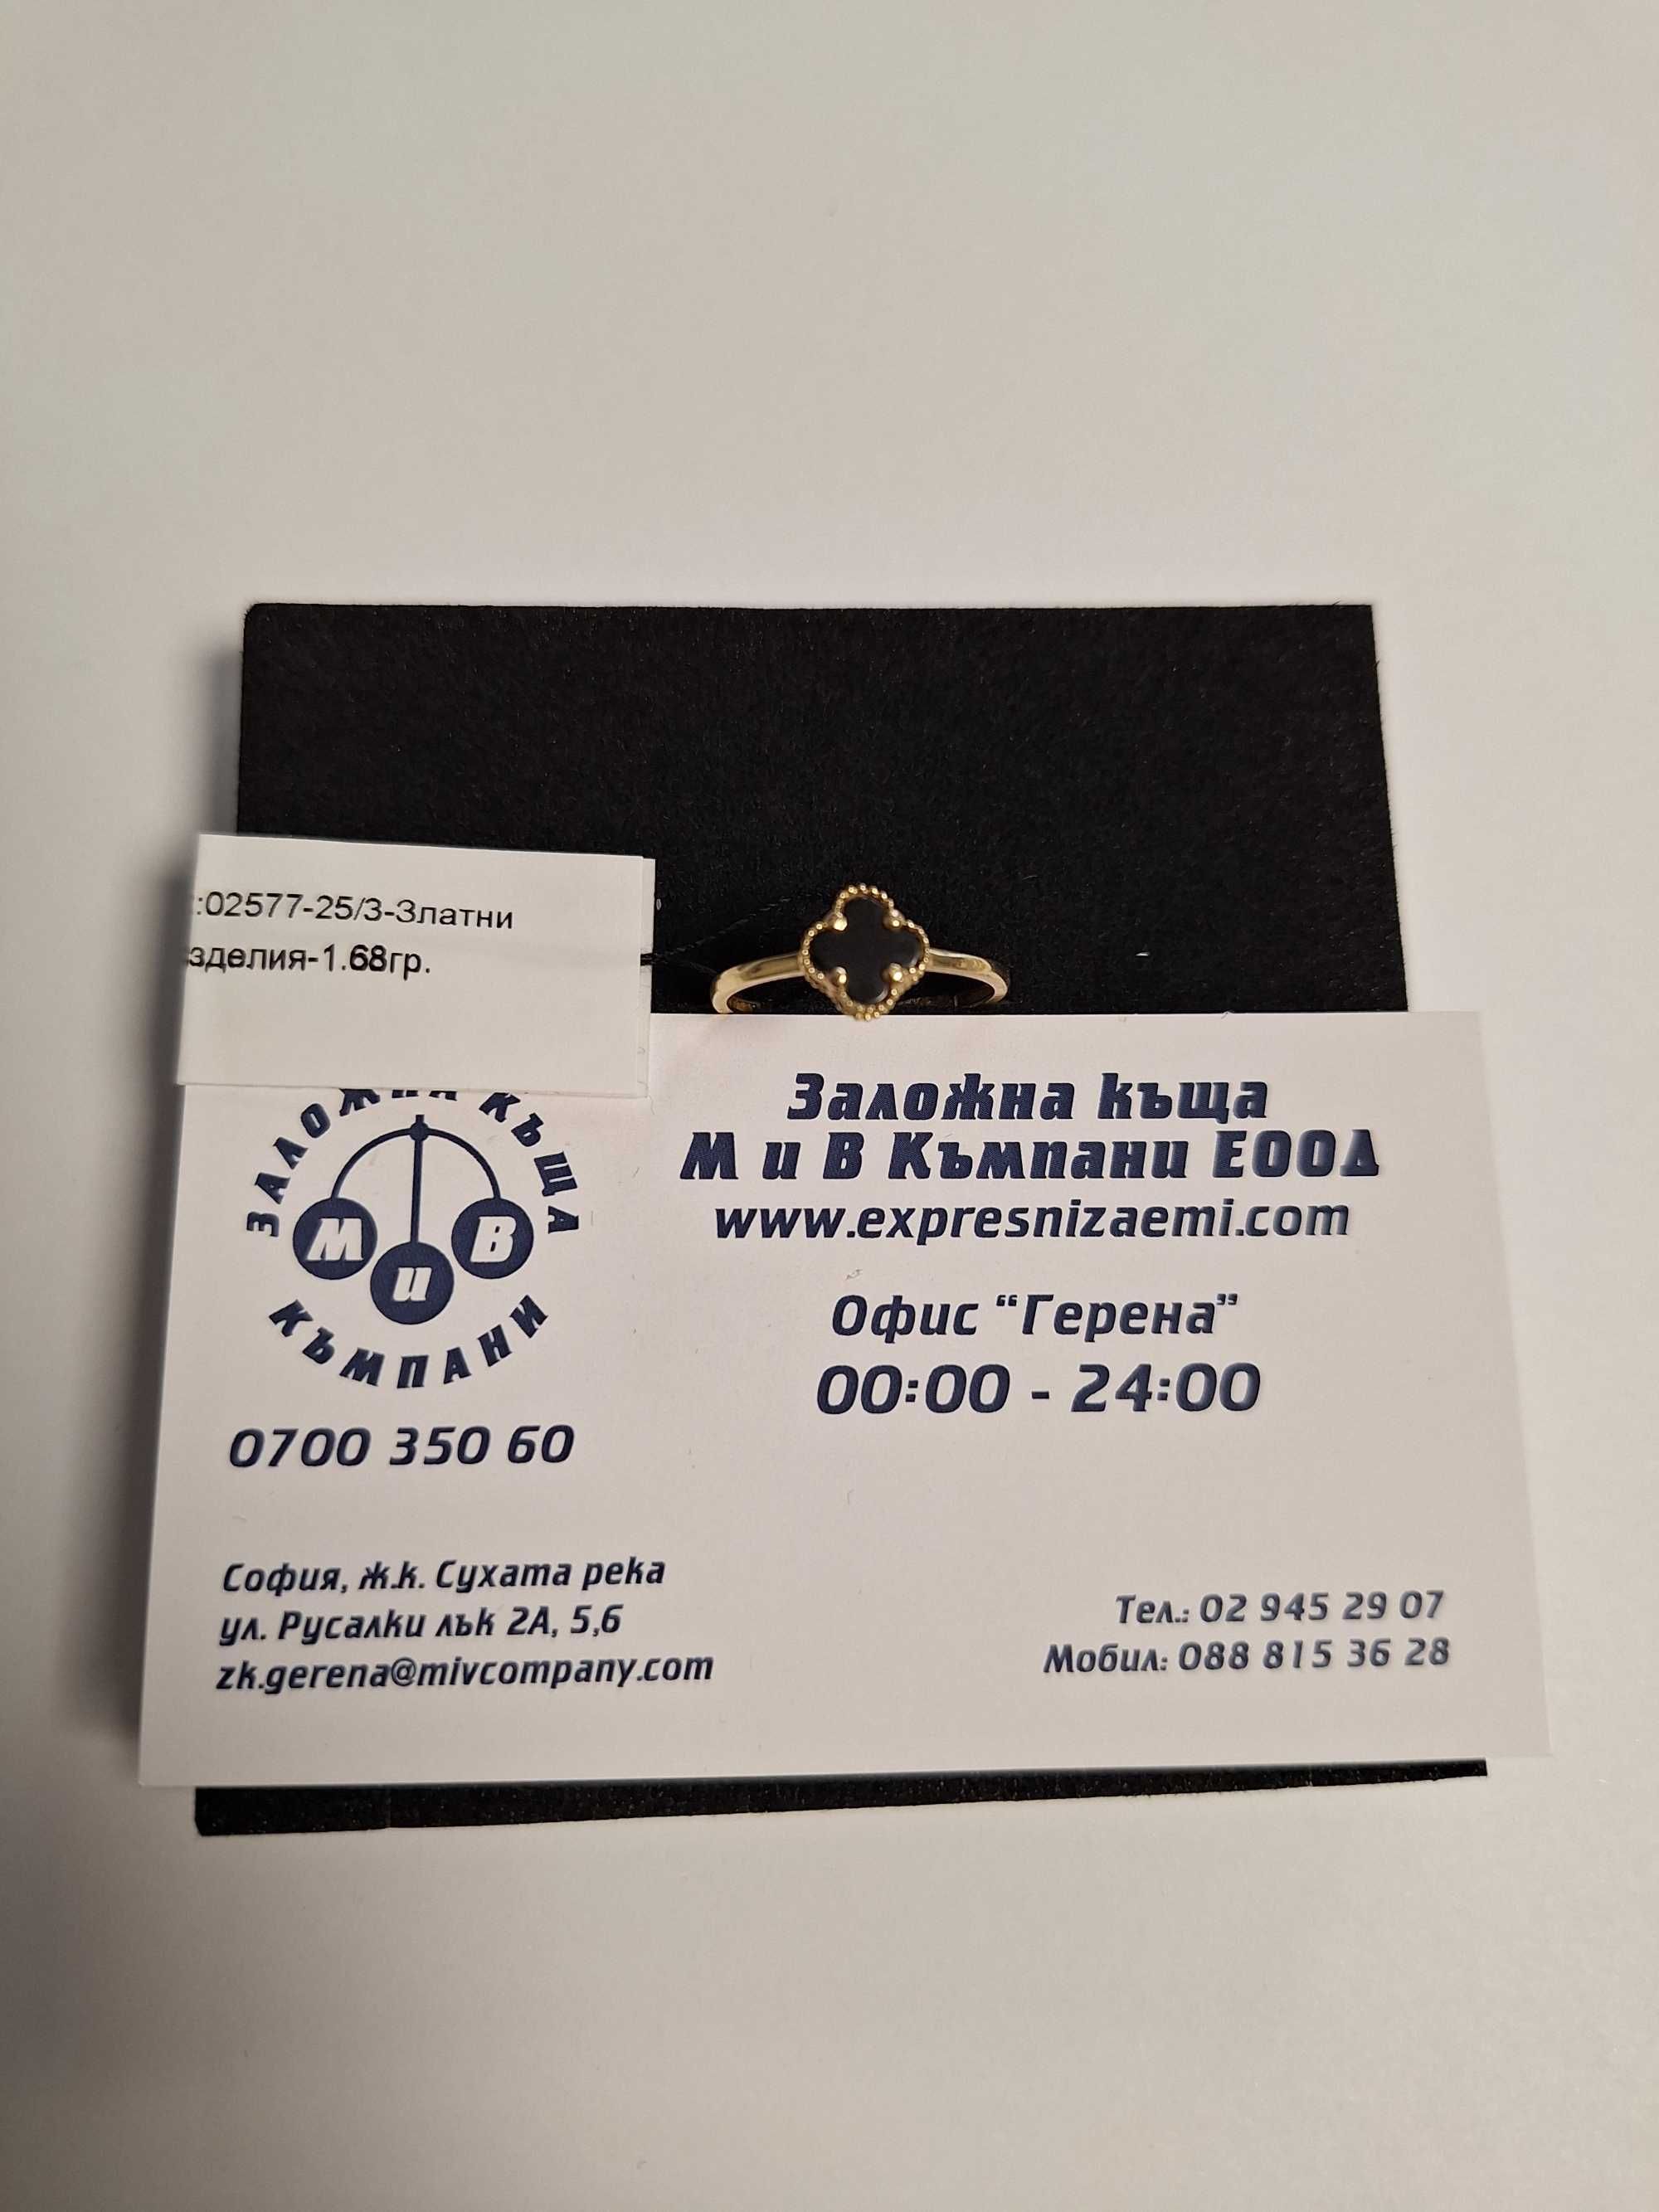 :02577-25/3-Златни
зделия-1.68гр.
ЗАЛОЖНА КЪЩА
М и В
КЪМПАНИ
0700 350 60
Заложна къща
М и В Къмпани ЕООД
www.expresnizaemi.com
Офис “Герена”
00:00 - 24:00
София, ж.к. Сухата река
ул. Русалки лък 2А, 5,6
zk.gerena@mivcompany.com
Тел.: 02 945 29 07
Мобил: 088 815 36 28